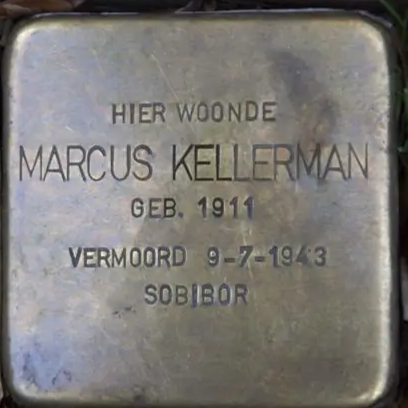 HIER WOONDE
MARCUS KELLERMAN
GEB. 1911
VERMOORD 9-7-1943
SOBIBOR